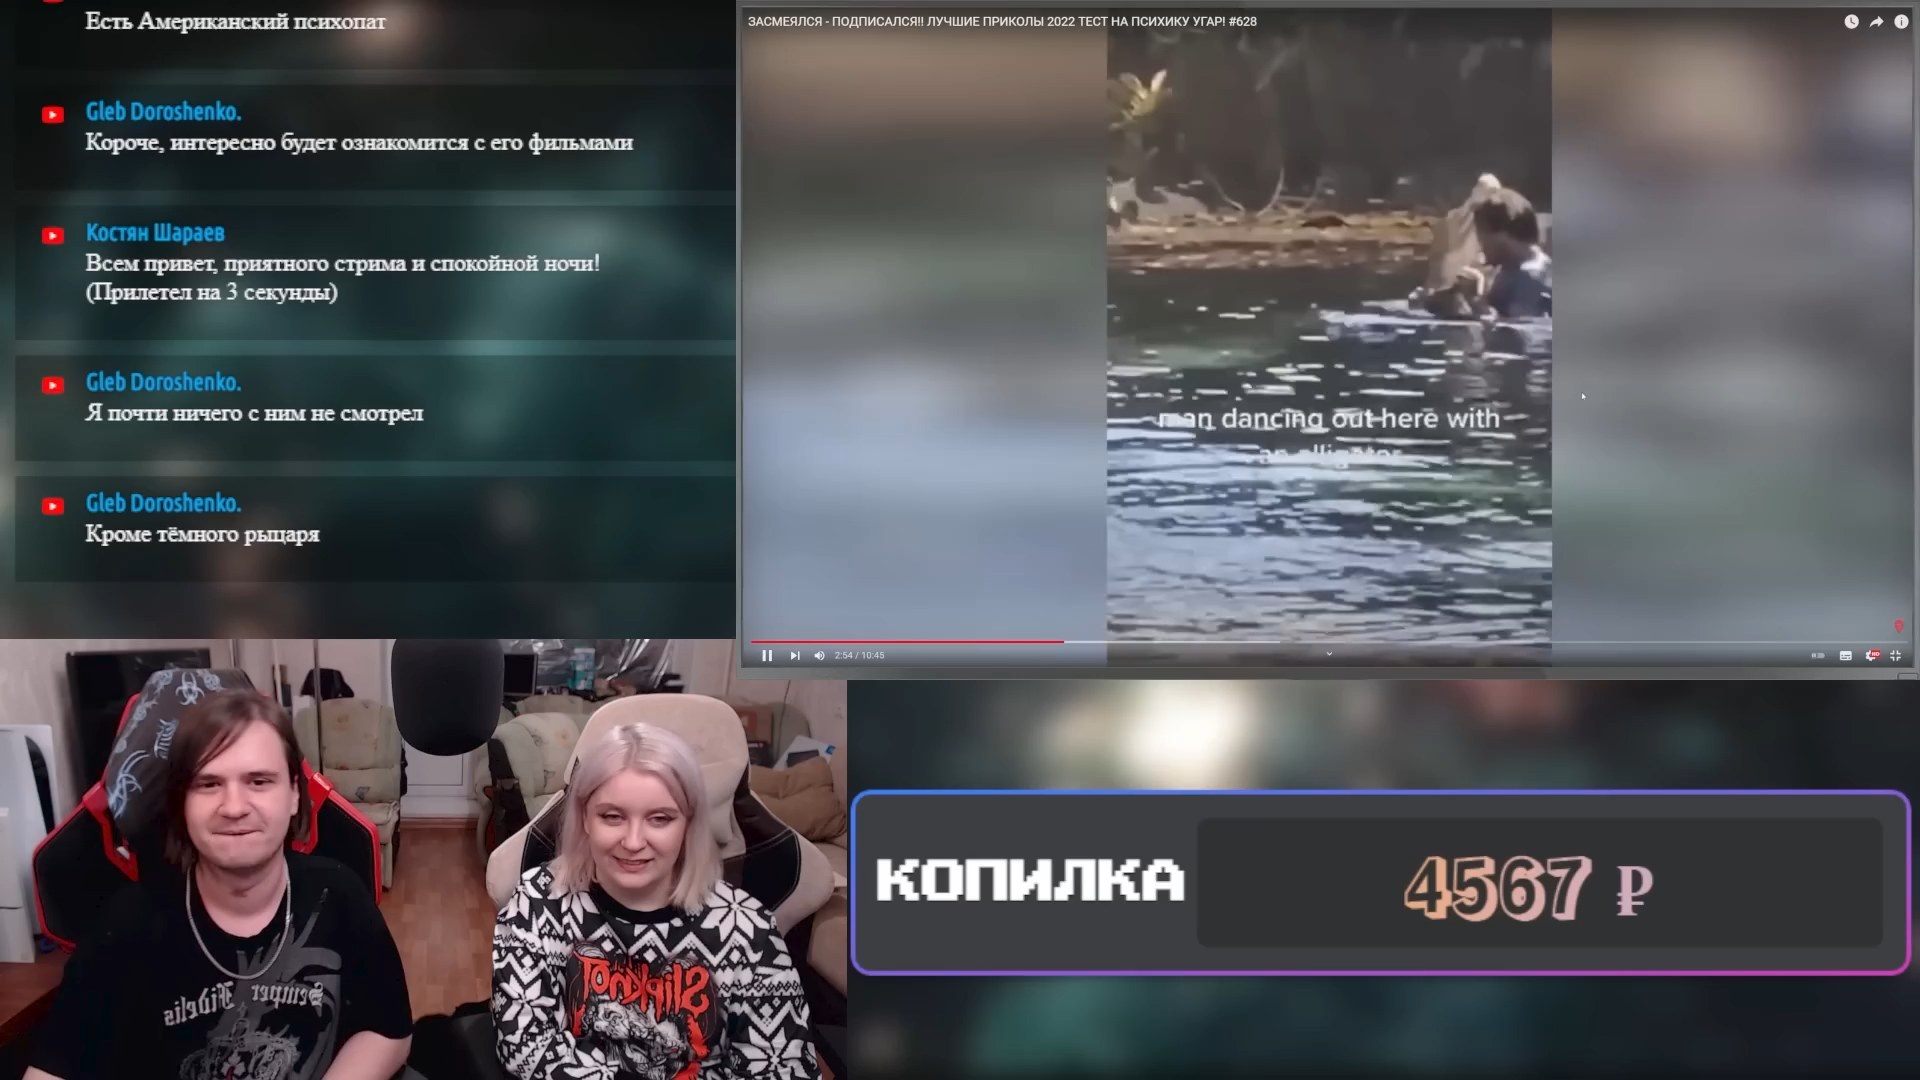 Есть Американский психопат
Gleb Doroshenko.
Короче, интересно будет ознакомится с его фильмами
Костян Шараев
Всем привет, приятного стрима и спокойной ночи!
(Прилетел на 3 секунды)
Gleb Doroshenko.
Я почти ничего с ним не смотрел
Gleb Doroshenko.
Кроме тёмного рыцаря
ЗАСМЕЯЛСЯ - ПОДПИСАЛСЯ!! ЛУЧШИЕ ПРИКОЛЫ 2022 ТЕСТ НА ПСИХИКУ УГАР! #628
man dancing out here with
an alligator
2:54 / 10:45
HD
КОПИЛКА
4567 ₽
Semper
Fidelis
SlipKnoT